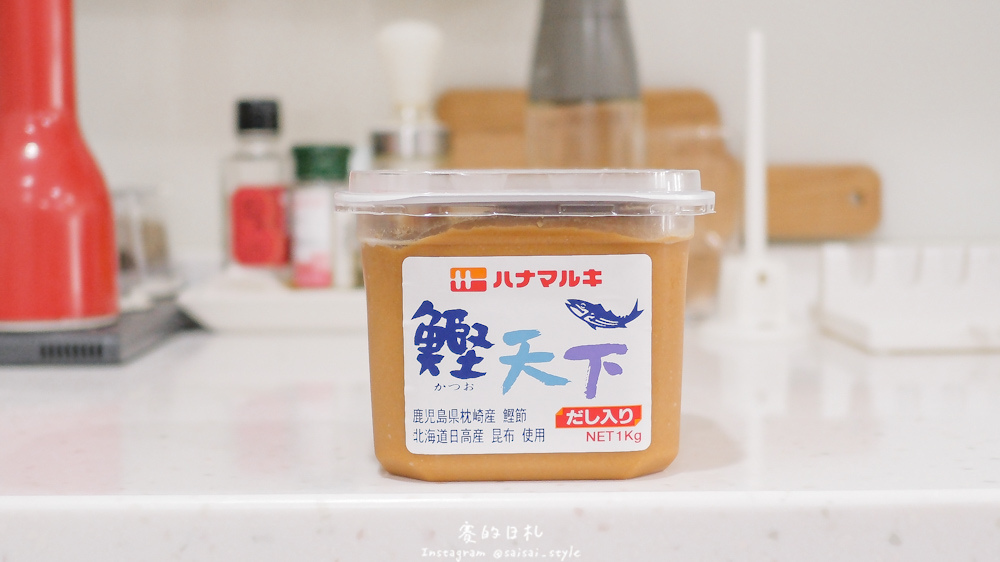 ハナマルキ
鰹天下
かつお
鹿児島県枕崎産 鰹節
北海道日高産 昆布 使用
だし入り
NET1Kg
賽的日札
Instagram @saisai_style